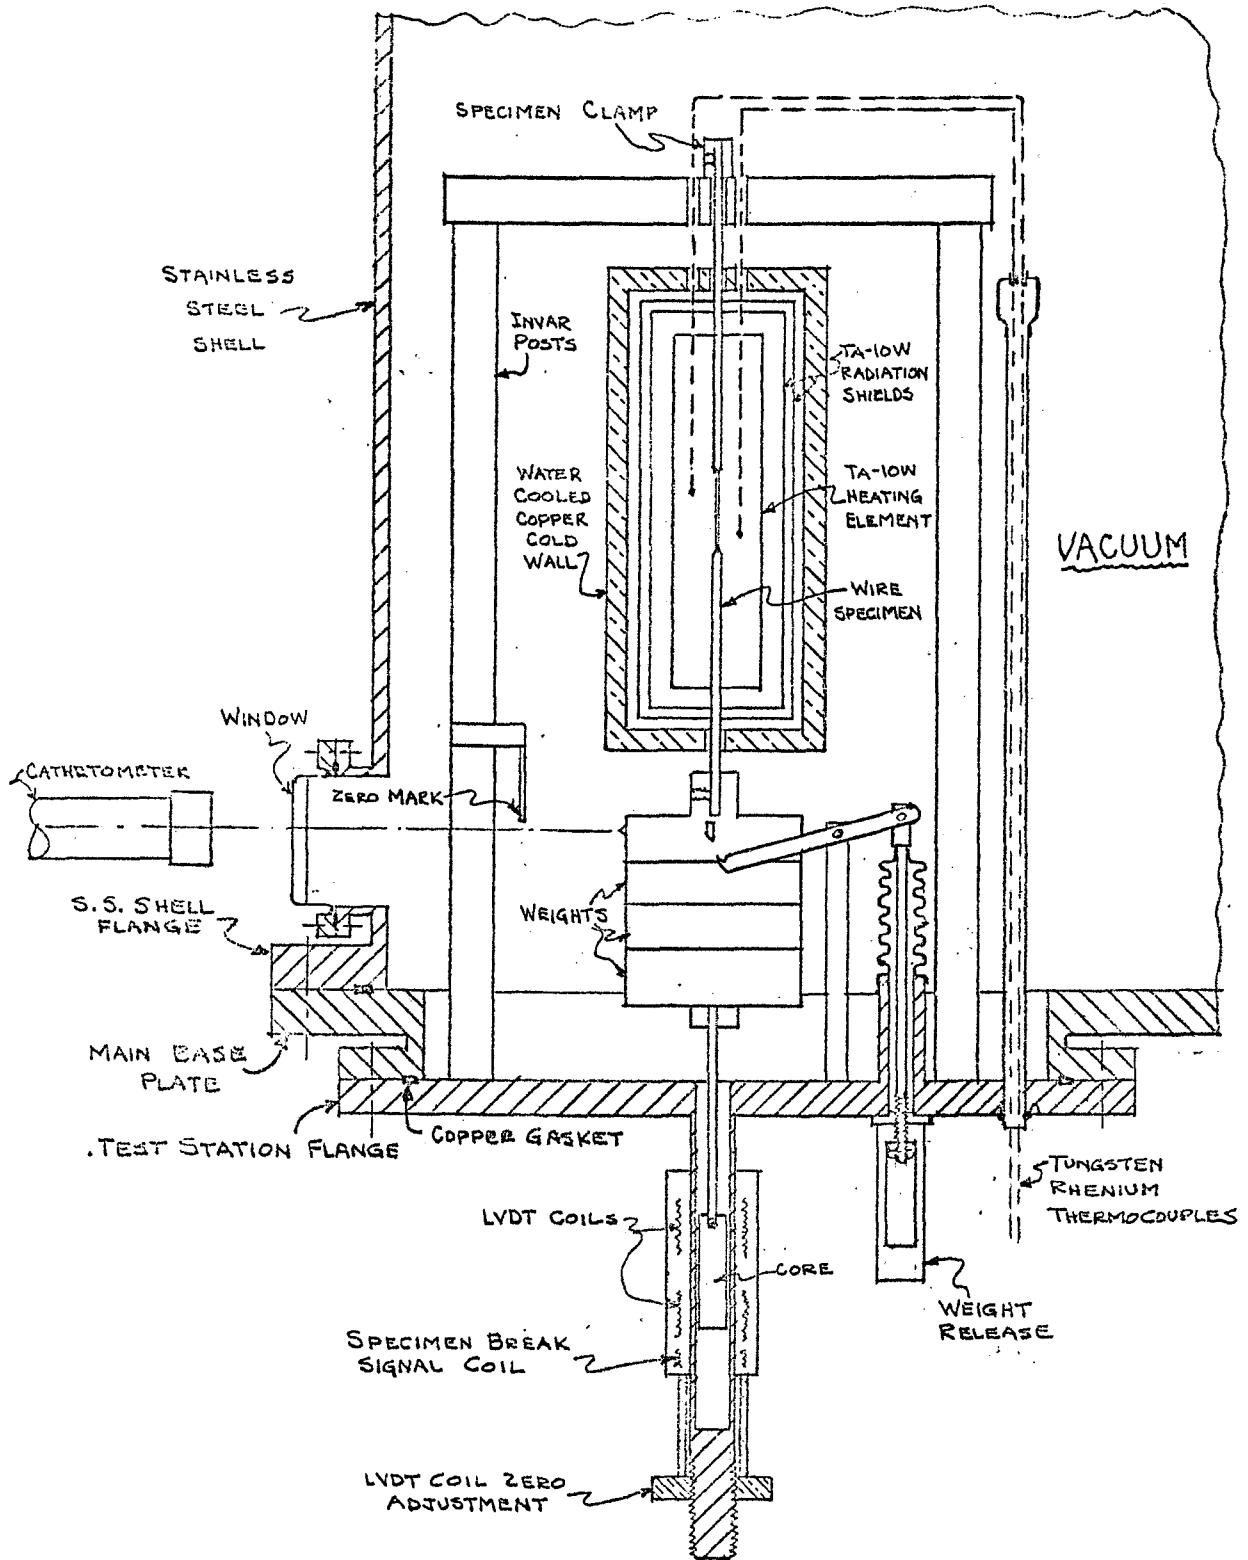 SPECIMEN CLAMP
STAINLESS
STEEL
SHELL
INVAR
POSTS
TA-10W
RADIATION
SHIELDS
WATER
COOLED
COPPER
COLD
WALL
TA-10W
HEATING
ELEMENT
VACUUM
WIRE
SPECIMEN
WINDOW
CATHETOMETER
ZERO MARK
S.S. SHELL
FLANGE
WEIGHTS
MAIN BASE
PLATE
TEST STATION FLANGE
COPPER GASKET
TUNGSTEN
RHENIUM
THERMOCOUPLES
LVDT COILS
CORE
WEIGHT
RELEASE
SPECIMEN BREAK
SIGNAL COIL
LVDT COIL ZERO
ADJUSTMENT